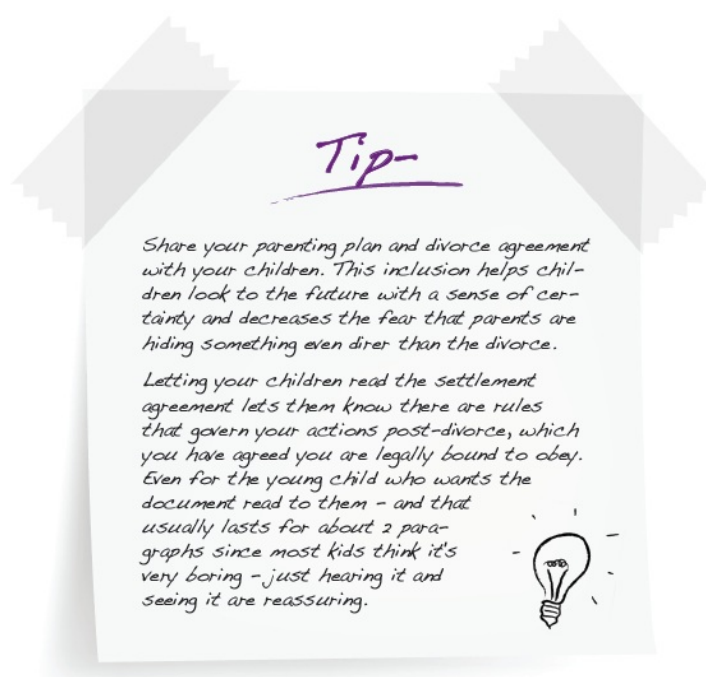 Tip-
Share your parenting plan and divorce agreement
with your children. This inclusion helps chil-
dren look to the future with a sense of cer-
tainty and decreases the fear that parents are
hiding something even direr than the divorce.
Letting your children read the settlement
agreement lets them know there are rules
that govern your actions post-divorce, which
you have agreed you are legally bound to obey.
Even for the young child who wants the
document read to them - and that
usually lasts for about 2 para-
graphs since most kids think it's
very boring - just hearing it and
seeing it are reassuring.